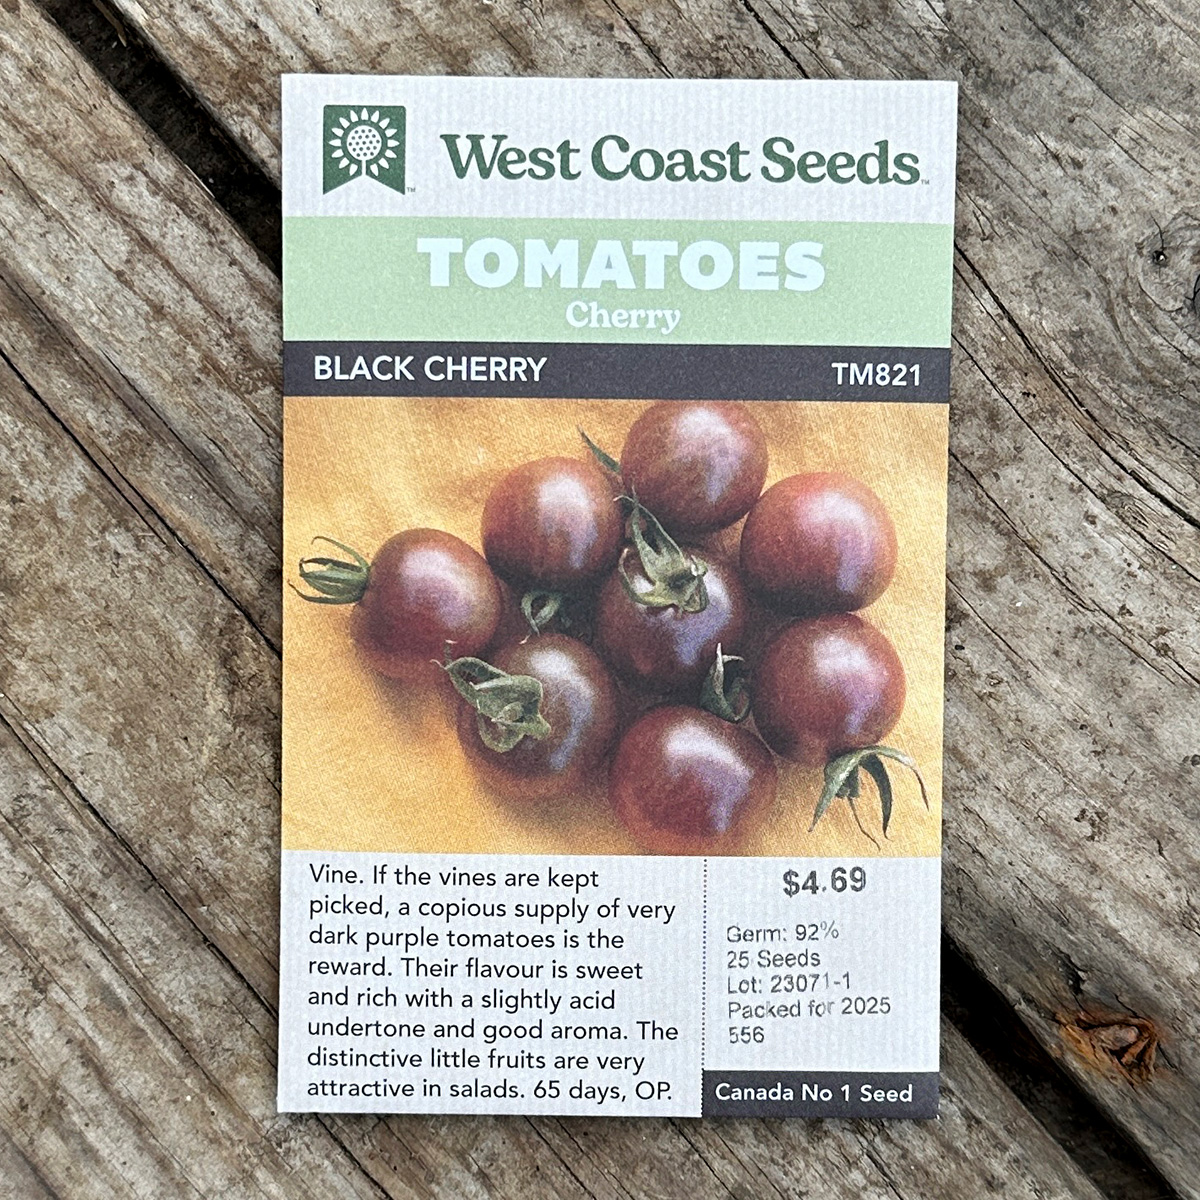 West Coast Seeds™
TOMATOES
Cherry
BLACK CHERRY
TM821
Vine. If the vines are kept
picked, a copious supply of very
dark purple tomatoes is the
reward. Their flavour is sweet
and rich with a slightly acid
undertone and good aroma. The
distinctive little fruits are very
attractive in salads. 65 days, OP.
$4.69
Germ: 92%
25 Seeds
Lot: 23071-1
Packed for 2025
556
Canada No 1 Seed